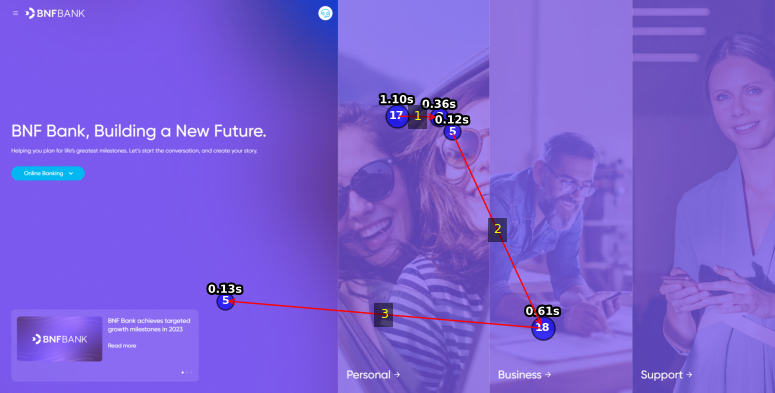 BNFBANK
BNF Bank, Building a New Future.
Helping you plan for life's greatest milestones. Let's start the conversation, and create your story.
Online Banking
BNFBANK
BNF Bank achieves targeted
growth milestones in 2023
Read more
Personal →
Business →
Support →
1.10s
0.36s
0.12s
17
1
5
2
0.13s
5
3
0.61s
18